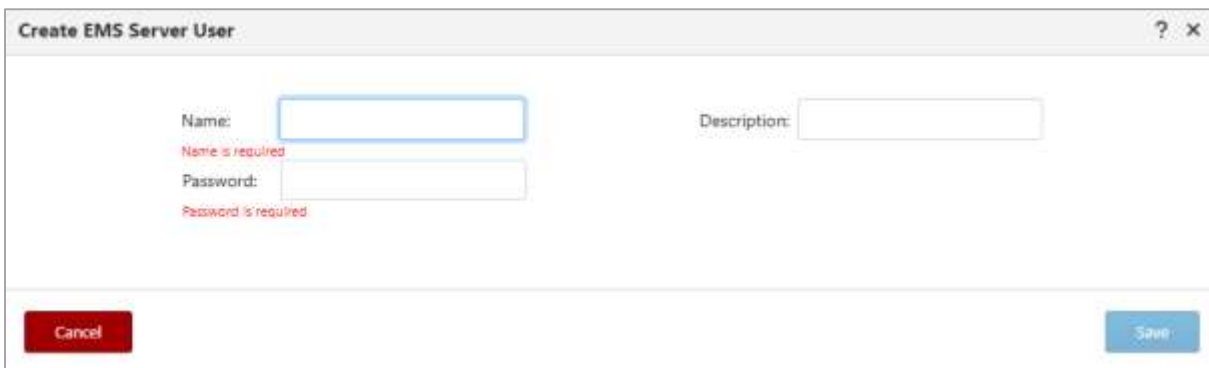 Create EMS Server User ? ×
Name: Description:
Name is required
Password:
Password is required
Cancel Save